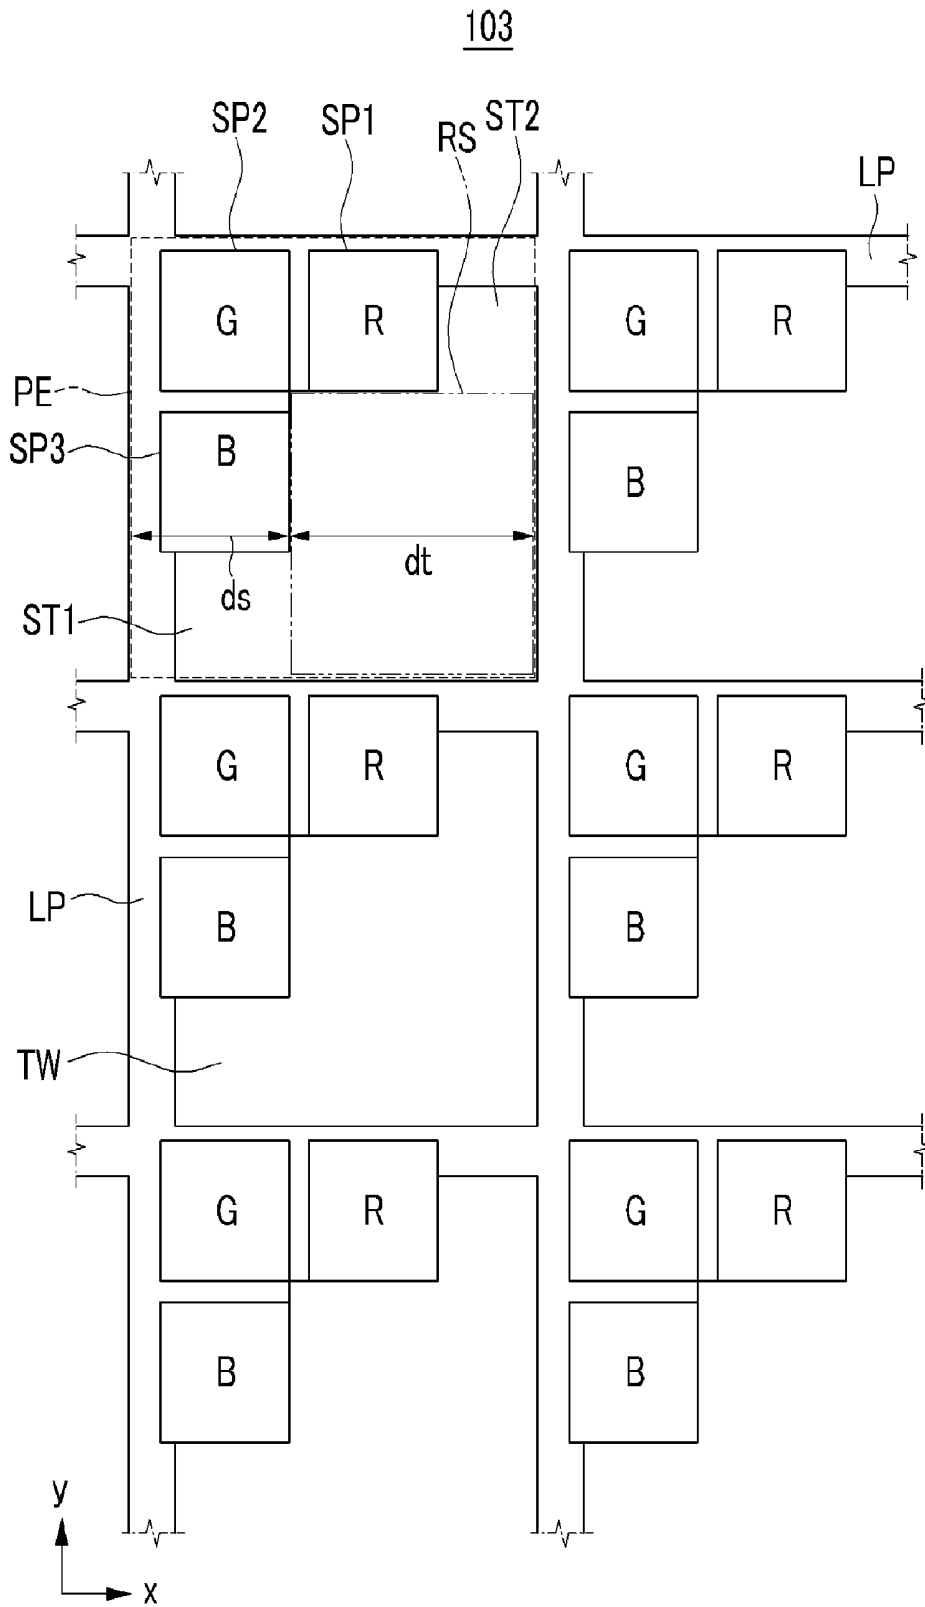 103
SP2 SP1 RS ST2
LP
G R G R
PE
SP3 B B
ds dt
ST1
G R G R
LP B B
TW
G R G R
B B
y
x